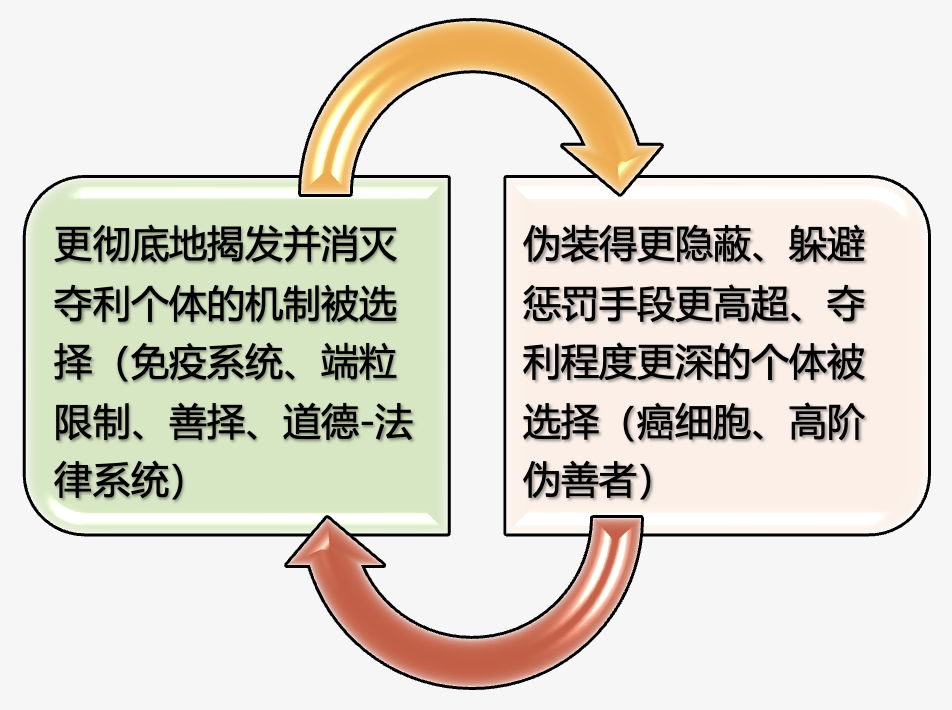 更彻底地揭发并消灭
夺利个体的机制被选
择（免疫系统、端粒
限制、善择、道德-法
律系统）
伪装得更隐蔽、躲避
惩罚手段更高超、夺
利程度更深的个体被
选择（癌细胞、高阶
伪善者）